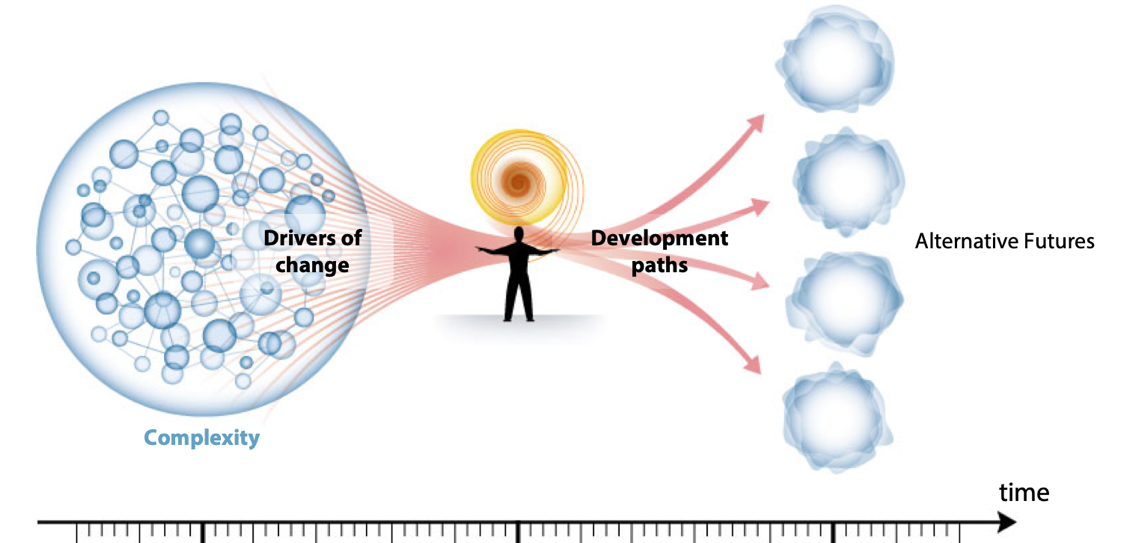 Drivers of
change
Development
paths
Alternative Futures
Complexity
time